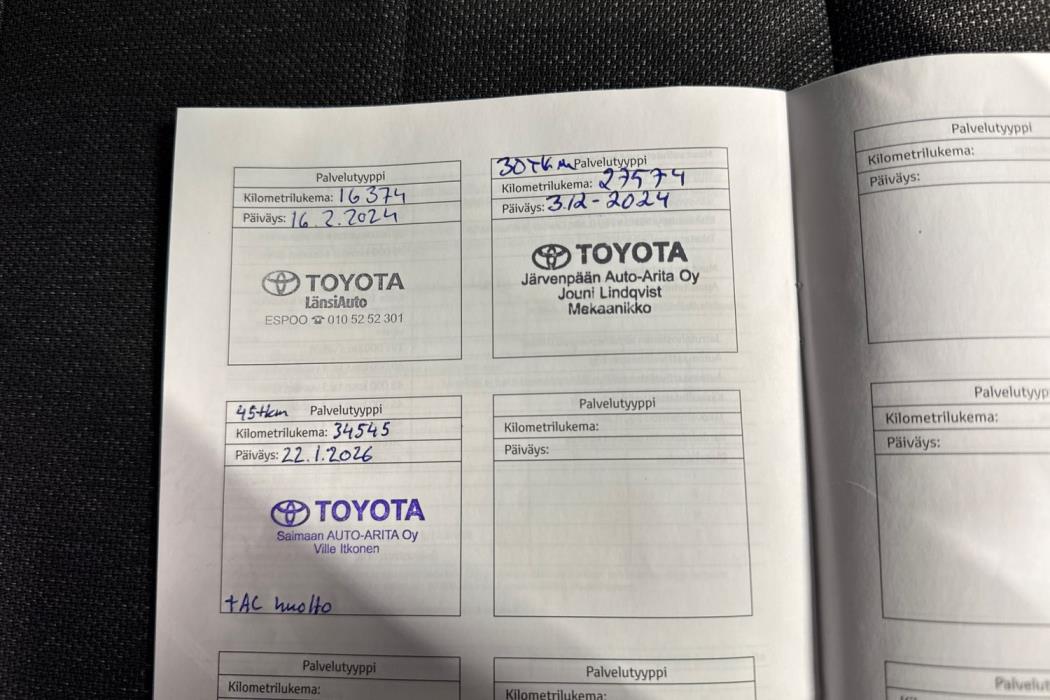 Palvelutyyppi
Kilometrilukema: 16374
Päiväys: 16.2.2024
TOYOTA
LänsiAuto
ESPOO ☎ 010 52 52 301
30Tkm Palvelutyyppi
Kilometrilukema: 27574
Päiväys: 3.12-2024
TOYOTA
Järvenpään Auto-Arita Oy
Jouni Lindqvist
Mekaanikko
45tkm Palvelutyyppi
Kilometrilukema: 34545
Päiväys: 22.1.2026
TOYOTA
Saimaan AUTO-ARITA Oy
Ville Itkonen
+AC huolto
Palvelutyyppi
Kilometrilukema:
Päiväys:
Palvelutyyppi
Kilometrilukema:
Palvelutyyppi
Kilometrilukema:
Palvelutyyppi
Kilometrilukema:
Päiväys:
Palvelutyyp
Kilometrilukema:
Päiväys:
Palvelut